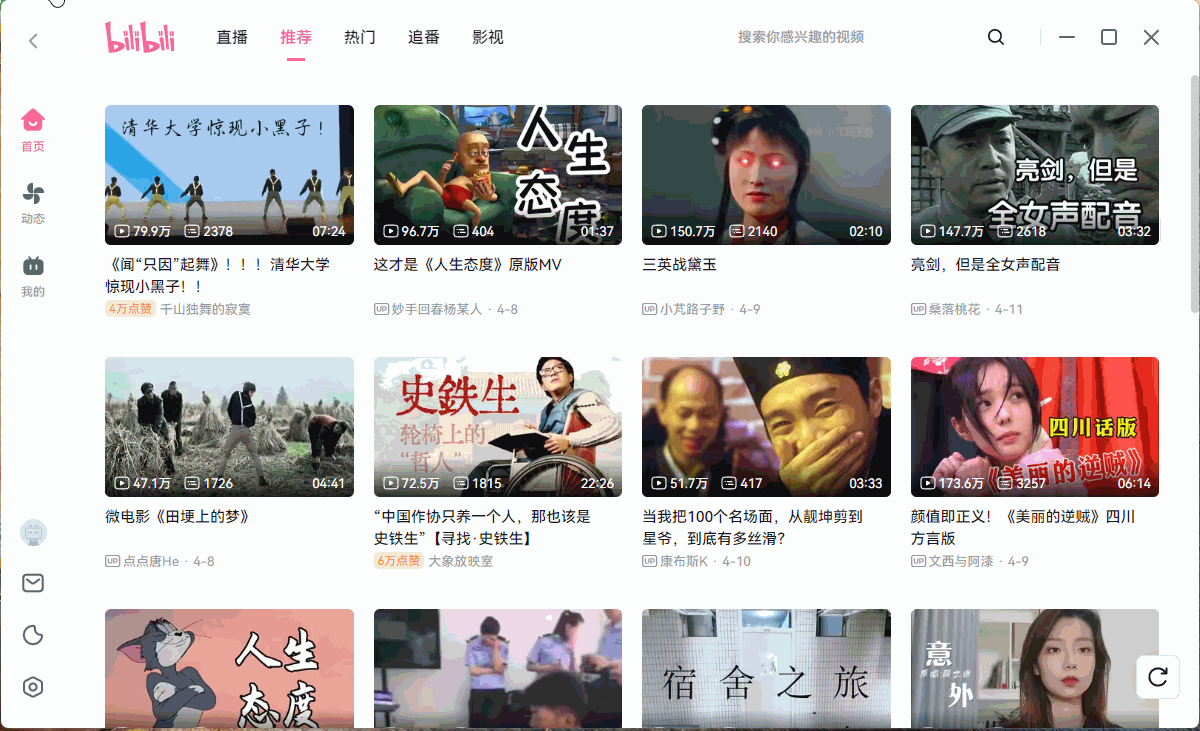 bilibili
直播
推荐
热门
追番
影视
搜索你感兴趣的视频
首页
动态
我的
清华大学惊现小黑子！
79.9万 2378 07:24
《闻“只因”起舞》！！！清华大学
惊现小黑子！！
4万点赞 千山独舞的寂寞
人生
态度
96.7万 404 01:37
这才是《人生态度》原版MV
UP 妙手回春杨某人 · 4-8
150.7万 2140 02:10
三英战黛玉
UP 小芃路子野 · 4-9
亮剑，但是
全女声配音
147.7万 2618 03:32
亮剑，但是全女声配音
UP 桑落桃花 · 4-11
47.1万 1726 04:41
微电影《田埂上的梦》
UP 点点唐He · 4-8
史鉄生
轮椅上的
“哲人”
72.5万 1815 22:26
“中国作协只养一个人，那也该是
史铁生”【寻找·史铁生】
6万点赞 大象放映室
51.7万 417 03:33
当我把100个名场面，从靓坤剪到
星爷，到底有多丝滑？
UP 康布斯K · 4-10
四川话版
《美丽的逆贼》
173.6万 3257 06:14
颜值即正义！《美丽的逆贼》四川
方言版
UP 文西与阿漆 · 4-9
人生
态度
宿舍之旅
意
外